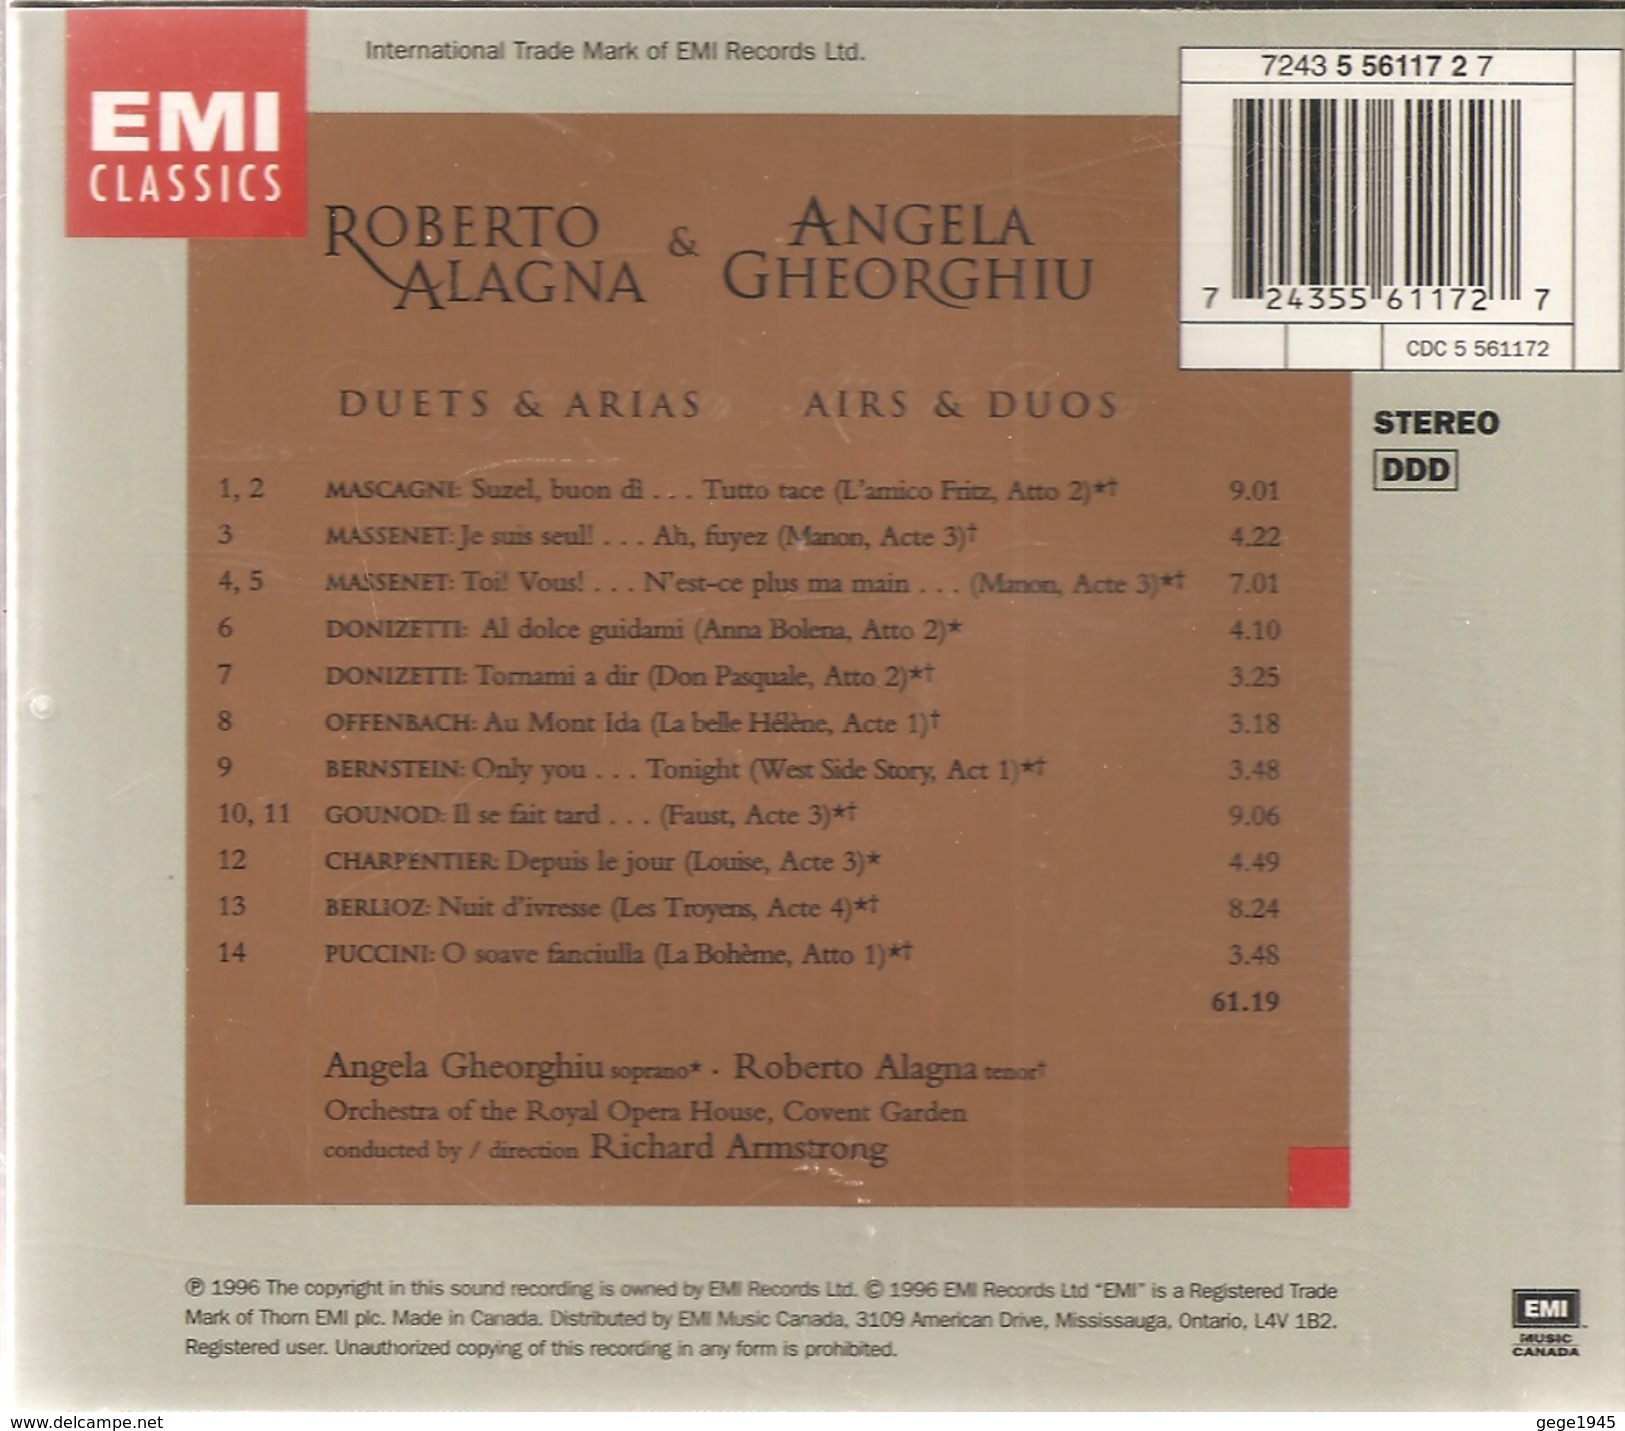 International Trade Mark of EMI Records Ltd.
7243 5 56117 2 7
EMI
CLASSICS
7 24355 61172 7
CDC 5 561172
ROBERTO ALAGNA & ANGELA GHEORGHIU
DUETS & ARIAS AIRS & DUOS
STEREO
DDD
1, 2 MASCAGNI: Suzel, buon dì . . . Tutto tace (L'amico Fritz, Atto 2)*† 9.01
3 MASSENET: Je suis seul! . . . Ah, fuyez (Manon, Acte 3)† 4.22
4, 5 MASSENET: Toi! Vous! . . . N'est-ce plus ma main . . . (Manon, Acte 3)*† 7.01
6 DONIZETTI: Al dolce guidami (Anna Bolena, Atto 2)* 4.10
7 DONIZETTI: Tornami a dir (Don Pasquale, Atto 2)*† 3.25
8 OFFENBACH: Au Mont Ida (La belle Hélène, Acte 1)† 3.18
9 BERNSTEIN: Only you . . . Tonight (West Side Story, Act 1)*† 3.48
10, 11 GOUNOD: Il se fait tard . . . (Faust, Acte 3)*† 9.06
12 CHARPENTIER: Depuis le jour (Louise, Acte 3)* 4.49
13 BERLIOZ: Nuit d'ivresse (Les Troyens, Acte 4)*† 8.24
14 PUCCINI: O soave fanciulla (La Bohème, Atto 1)*† 3.48
61.19
Angela Gheorghiu soprano* · Roberto Alagna tenor†
Orchestra of the Royal Opera House, Covent Garden
conducted by / direction Richard Armstrong
℗ 1996 The copyright in this sound recording is owned by EMI Records Ltd. © 1996 EMI Records Ltd "EMI" is a Registered Trade
Mark of Thorn EMI plc. Made in Canada. Distributed by EMI Music Canada, 3109 American Drive, Mississauga, Ontario, L4V 1B2.
Registered user. Unauthorized copying of this recording in any form is prohibited.
EMI
MUSIC
CANADA
www.delcampe.net
gege1945